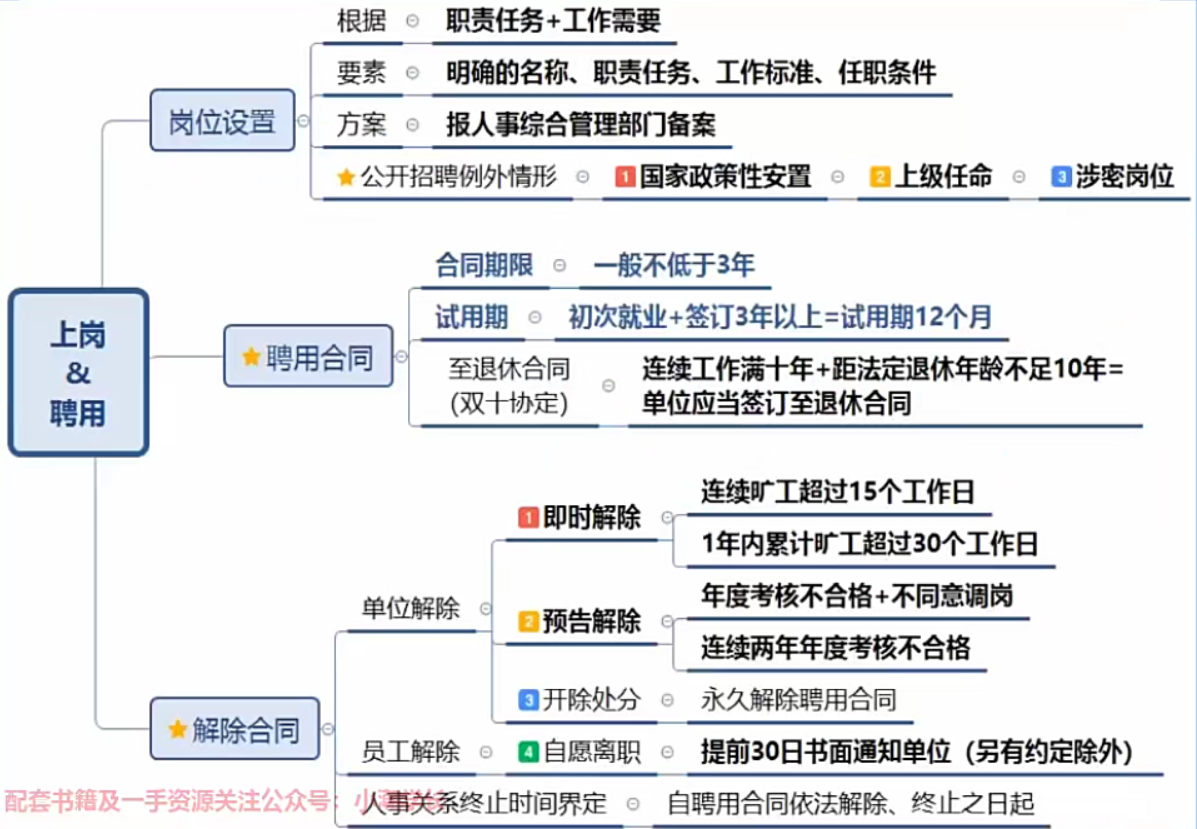 根据 职责任务+工作需要
要素 明确的名称、职责任务、工作标准、任职条件
岗位设置
方案 报人事综合管理部门备案
公开招聘例外情形 1 国家政策性安置 2 上级任命 3 涉密岗位
合同期限 一般不低于3年
试用期 初次就业+签订3年以上=试用期12个月
上岗
&
聘用
聘用合同
至退休合同
(双十协定)
连续工作满十年+距法定退休年龄不足10年=
单位应当签订至退休合同
1 即时解除
连续旷工超过15个工作日
1年内累计旷工超过30个工作日
单位解除
2 预告解除
年度考核不合格+不同意调岗
连续两年年度考核不合格
3 开除处分 永久解除聘用合同
解除合同
员工解除 4 自愿离职 提前30日书面通知单位（另有约定除外）
人事关系终止时间界定 自聘用合同依法解除、终止之日起
配套书籍及一手资源关注公众号：小